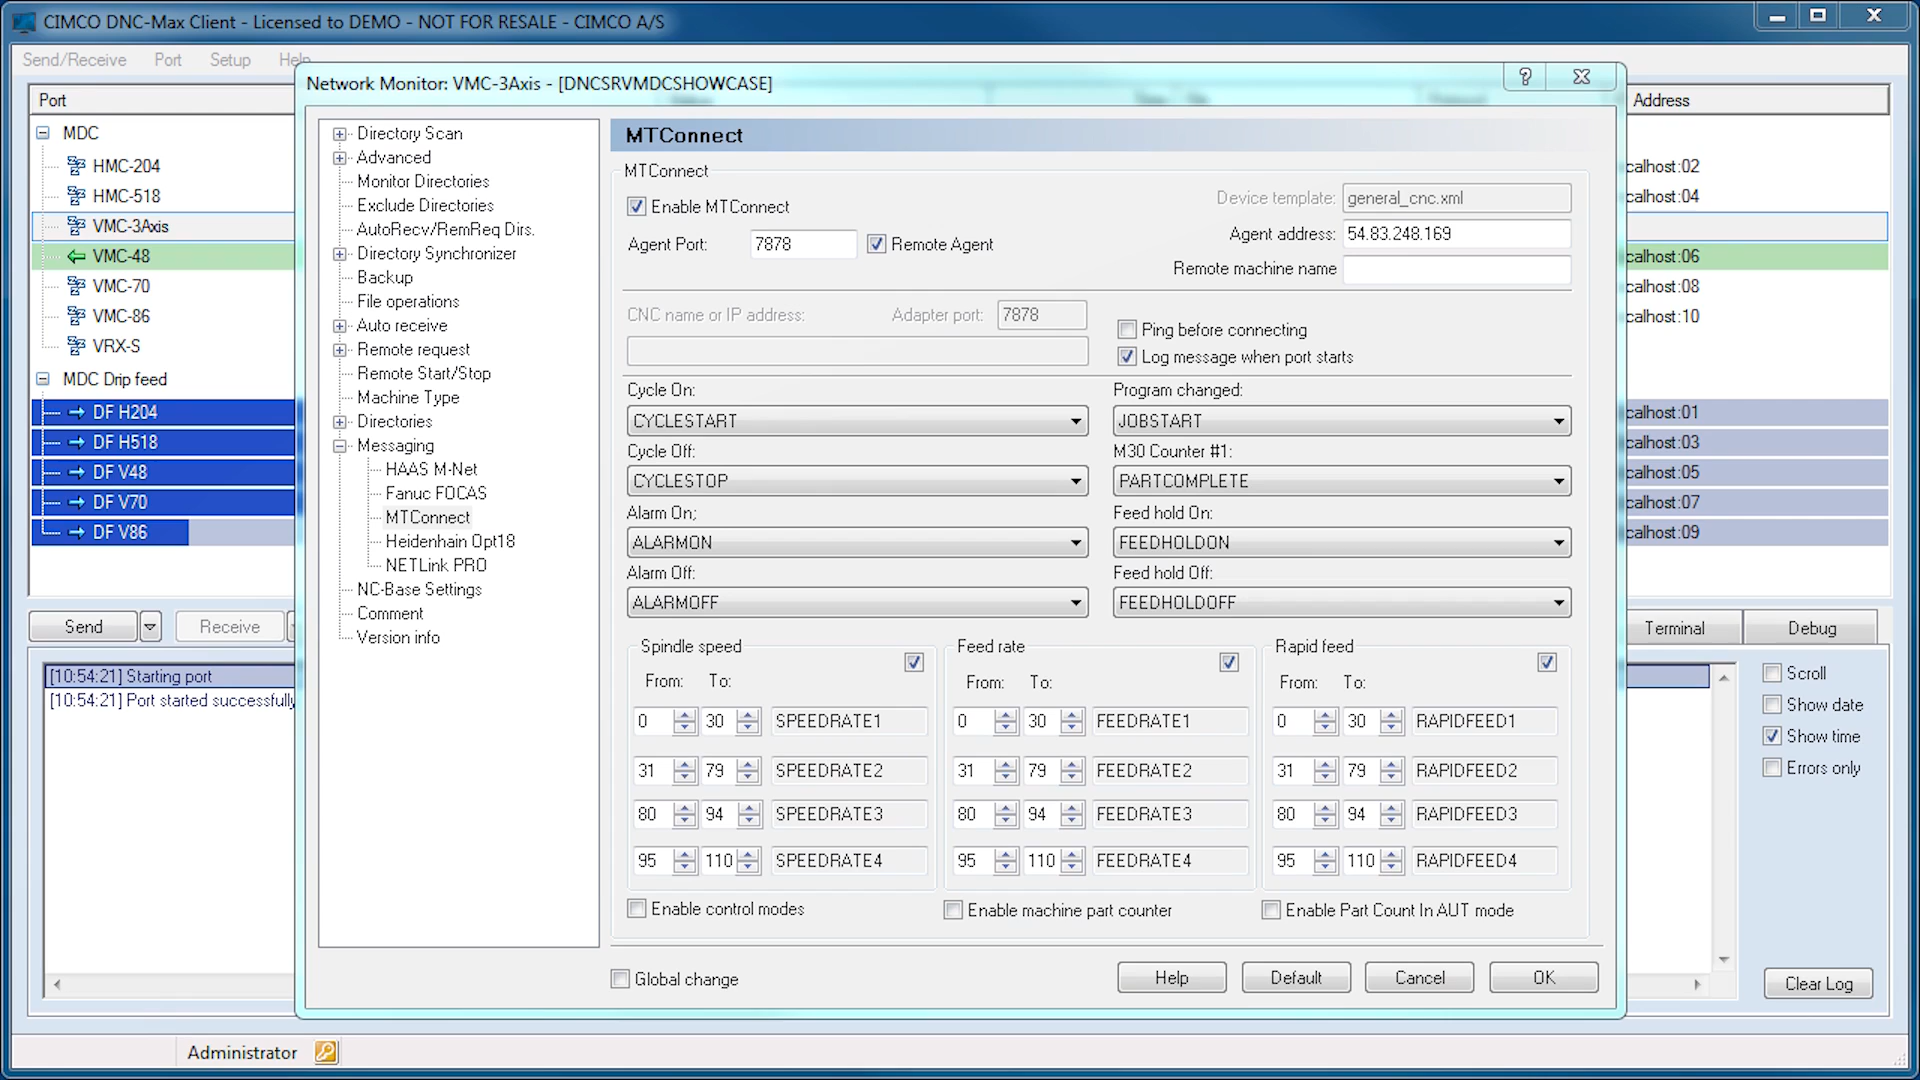 CIMCO DNC-Max Client - Licensed to DEMO - NOT FOR RESALE - CIMCO A/S
Send/Receive Port Setup Help
Port
MDC
HMC-204
HMC-518
VMC-3Axis
VMC-48
VMC-70
VMC-86
VRX-S
MDC Drip feed
DF H204
DF H518
DF V48
DF V70
DF V86
Send Receive
[10:54:21] Starting port
[10:54:21] Port started successfully
Administrator
Network Monitor: VMC-3Axis - [DNCSRVMDCSHOWCASE]
Directory Scan
Advanced
Monitor Directories
Exclude Directories
AutoRecv/RemReq Dirs.
Directory Synchronizer
Backup
File operations
Auto receive
Remote request
Remote Start/Stop
Machine Type
Directories
Messaging
HAAS M-Net
Fanuc FOCAS
MTConnect
Heidenhain Opt18
NETLink PRO
NC-Base Settings
Comment
Version info
MTConnect
MTConnect
Enable MTConnect
Device template: general_cnc.xml
Agent Port: 7878 Remote Agent
Agent address: 54.83.248.169
Remote machine name
CNC name or IP address: Adapter port: 7878
Ping before connecting
Log message when port starts
Cycle On: Program changed:
CYCLESTART JOBSTART
Cycle Off: M30 Counter #1:
CYCLESTOP PARTCOMPLETE
Alarm On; Feed hold On:
ALARMON FEEDHOLDON
Alarm Off: Feed hold Off:
ALARMOFF FEEDHOLDOFF
Spindle speed Feed rate Rapid feed
From: To: From: To: From: To:
0 30 SPEEDRATE1 0 30 FEEDRATE1 0 30 RAPIDFEED1
31 79 SPEEDRATE2 31 79 FEEDRATE2 31 79 RAPIDFEED2
80 94 SPEEDRATE3 80 94 FEEDRATE3 80 94 RAPIDFEED3
95 110 SPEEDRATE4 95 110 FEEDRATE4 95 110 RAPIDFEED4
Enable control modes Enable machine part counter Enable Part Count In AUT mode
Global change Help Default Cancel OK
Address
calhost:02
calhost:04
calhost:06
calhost:08
calhost:10
calhost:01
calhost:03
calhost:05
calhost:07
calhost:09
Terminal Debug
Scroll
Show date
Show time
Errors only
Clear Log